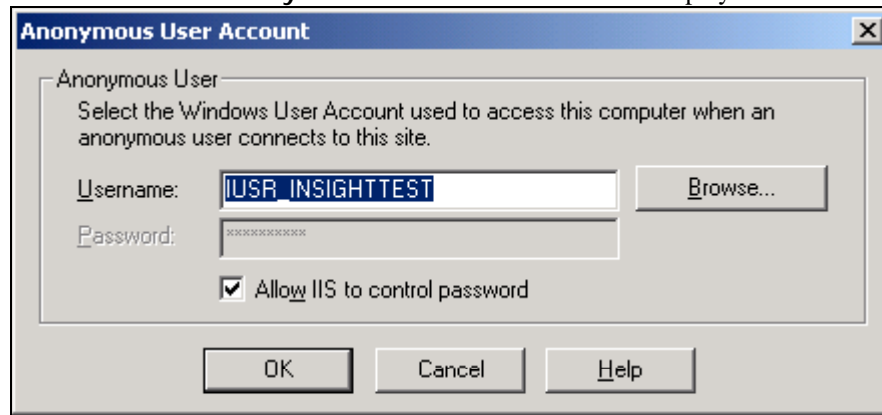 Anonymous User Account
Anonymous User
Select the Windows User Account used to access this computer when an
anonymous user connects to this site.
Username: IUSR_INSIGHTTEST Browse...
Password: **********
Allow IIS to control password
OK Cancel Help